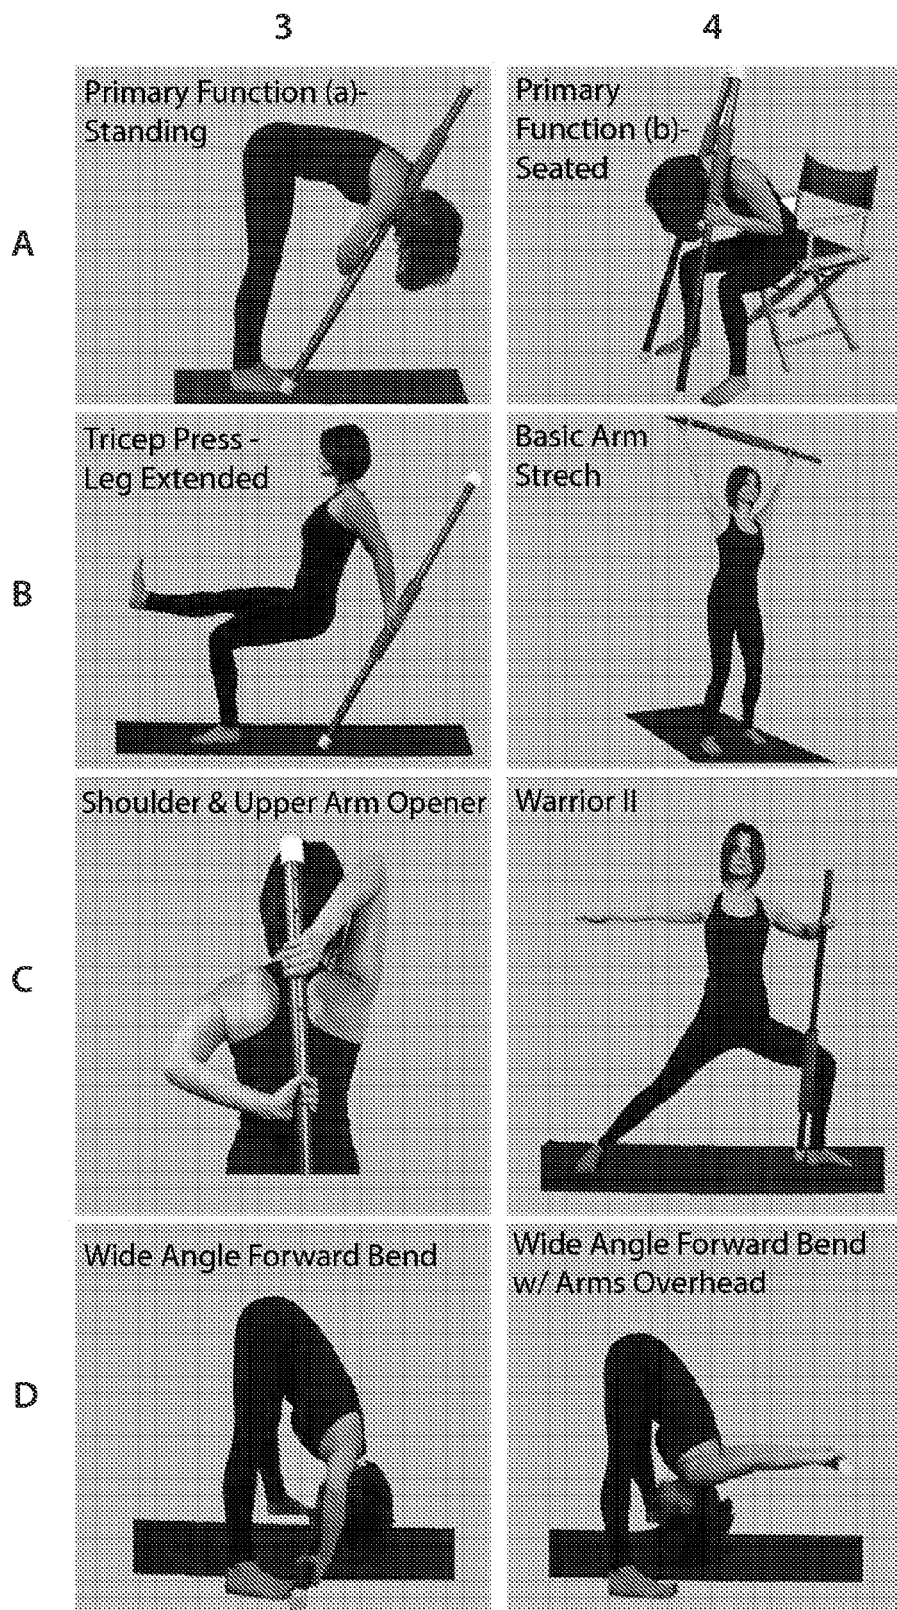 3
4
A
Primary Function (a)-
Standing
Primary
Function (b)-
Seated
B
Tricep Press -
Leg Extended
Basic Arm
Strech
C
Shoulder & Upper Arm Opener
Warrior II
D
Wide Angle Forward Bend
Wide Angle Forward Bend
w/ Arms Overhead